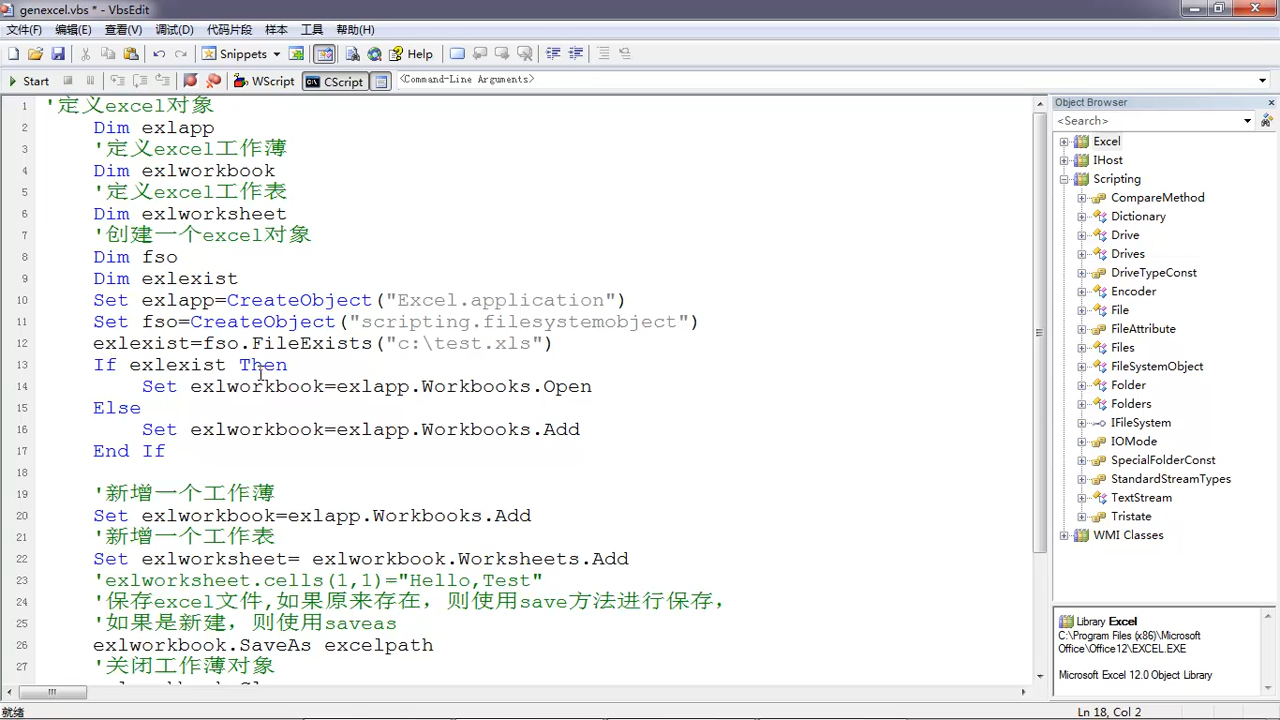 genexcel.vbs * - VbsEdit
文件(F) 编辑(E) 查看(V) 调试(D) 代码片段 样本 工具 帮助(H)
Snippets Help
Start WScript CScript <Command-Line Arguments>
1 '定义excel对象
2 Dim exlapp
3 '定义excel工作薄
4 Dim exlworkbook
5 '定义excel工作表
6 Dim exlworksheet
7 '创建一个excel对象
8 Dim fso
9 Dim exlexist
10 Set exlapp=CreateObject("Excel.application")
11 Set fso=CreateObject("scripting.filesystemobject")
12 exlexist=fso.FileExists("c:\test.xls")
13 If exlexist Then
14 Set exlworkbook=exlapp.Workbooks.Open
15 Else
16 Set exlworkbook=exlapp.Workbooks.Add
17 End If
18
19 '新增一个工作薄
20 Set exlworkbook=exlapp.Workbooks.Add
21 '新增一个工作表
22 Set exlworksheet= exlworkbook.Worksheets.Add
23 'exlworksheet.cells(1,1)="Hello,Test"
24 '保存excel文件,如果原来存在，则使用save方法进行保存，
25 '如果是新建，则使用saveas
26 exlworkbook.SaveAs excelpath
27 '关闭工作薄对象
Object Browser
<Search>
Excel
IHost
Scripting
CompareMethod
Dictionary
Drive
Drives
DriveTypeConst
Encoder
File
FileAttribute
Files
FileSystemObject
Folder
Folders
IFileSystem
IOMode
SpecialFolderConst
StandardStreamTypes
TextStream
Tristate
WMI Classes
Library Excel
C:\Program Files (x86)\Microsoft
Office\Office12\EXCEL.EXE
Microsoft Excel 12.0 Object Library
就绪 Ln 18, Col 2